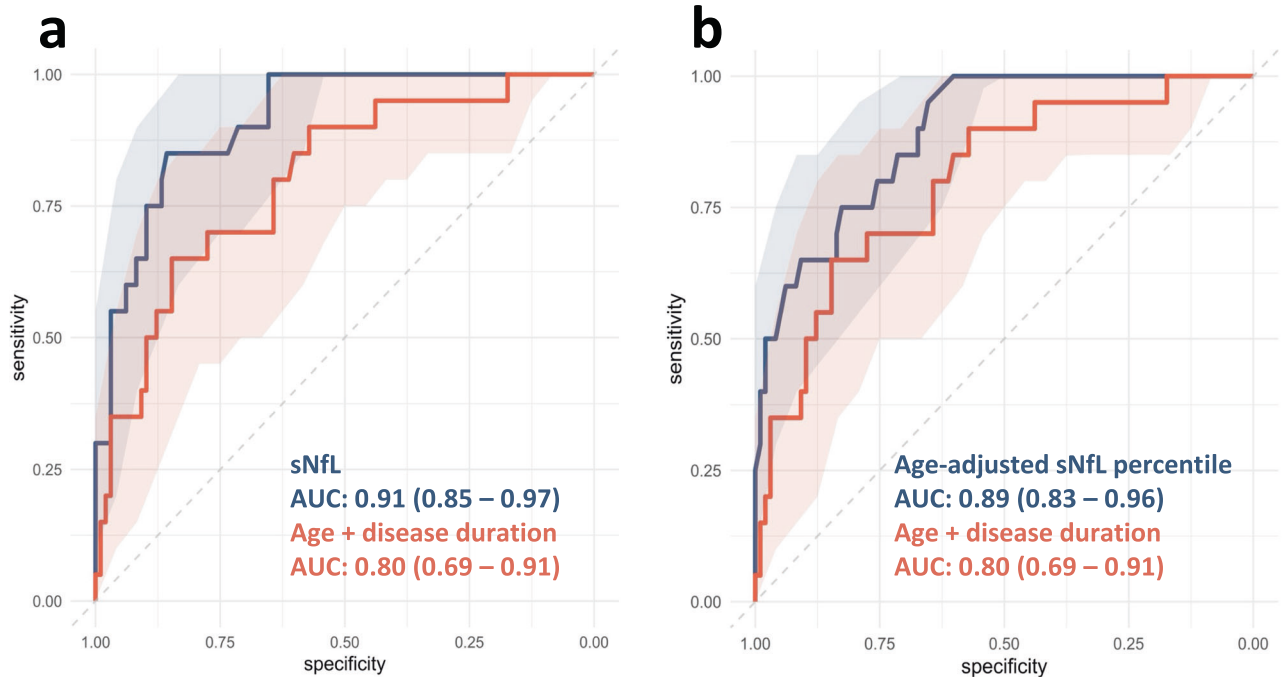 a
1.00
0.75
0.50
0.25
0.00
sensitivity
sNfL
AUC: 0.91 (0.85 – 0.97)
Age + disease duration
AUC: 0.80 (0.69 – 0.91)
1.00 0.75 0.50 0.25 0.00
specificity
b
1.00
0.75
0.50
0.25
0.00
sensitivity
Age-adjusted sNfL percentile
AUC: 0.89 (0.83 – 0.96)
Age + disease duration
AUC: 0.80 (0.69 – 0.91)
1.00 0.75 0.50 0.25 0.00
specificity